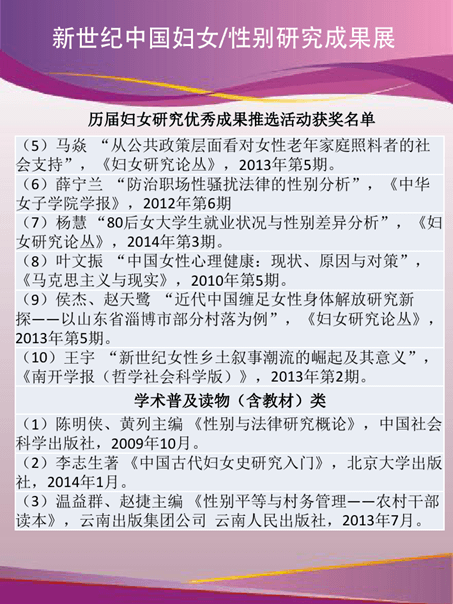 新世纪中国妇女/性别研究成果展
历届妇女研究优秀成果推选活动获奖名单
（5）马焱 “从公共政策层面看对女性老年家庭照料者的社
会支持”，《妇女研究论丛》，2013年第5期。
（6）薛宁兰 “防治职场性骚扰法律的性别分析”，《中华
女子学院学报》，2012年第6期
（7）杨慧 “80后女大学生就业状况与性别差异分析”，《妇
女研究论丛》，2014年第3期。
（8）叶文振 “中国女性心理健康：现状、原因与对策”，
《马克思主义与现实》，2010年第5期。
（9）侯杰、赵天鹭 “近代中国缠足女性身体解放研究新
探——以山东省淄博市部分村落为例”，《妇女研究论丛》，
2013年第5期。
（10）王宇 “新世纪女性乡土叙事潮流的崛起及其意义”，
《南开学报（哲学社会科学版）》，2013年第2期。
学术普及读物（含教材）类
（1）陈明侠、黄列主编 《性别与法律研究概论》，中国社会
科学出版社，2009年10月。
（2）李志生著 《中国古代妇女史研究入门》，北京大学出版
社，2014年1月。
（3）温益群、赵捷主编 《性别平等与村务管理——农村干部
读本》，云南出版集团公司 云南人民出版社，2013年7月。